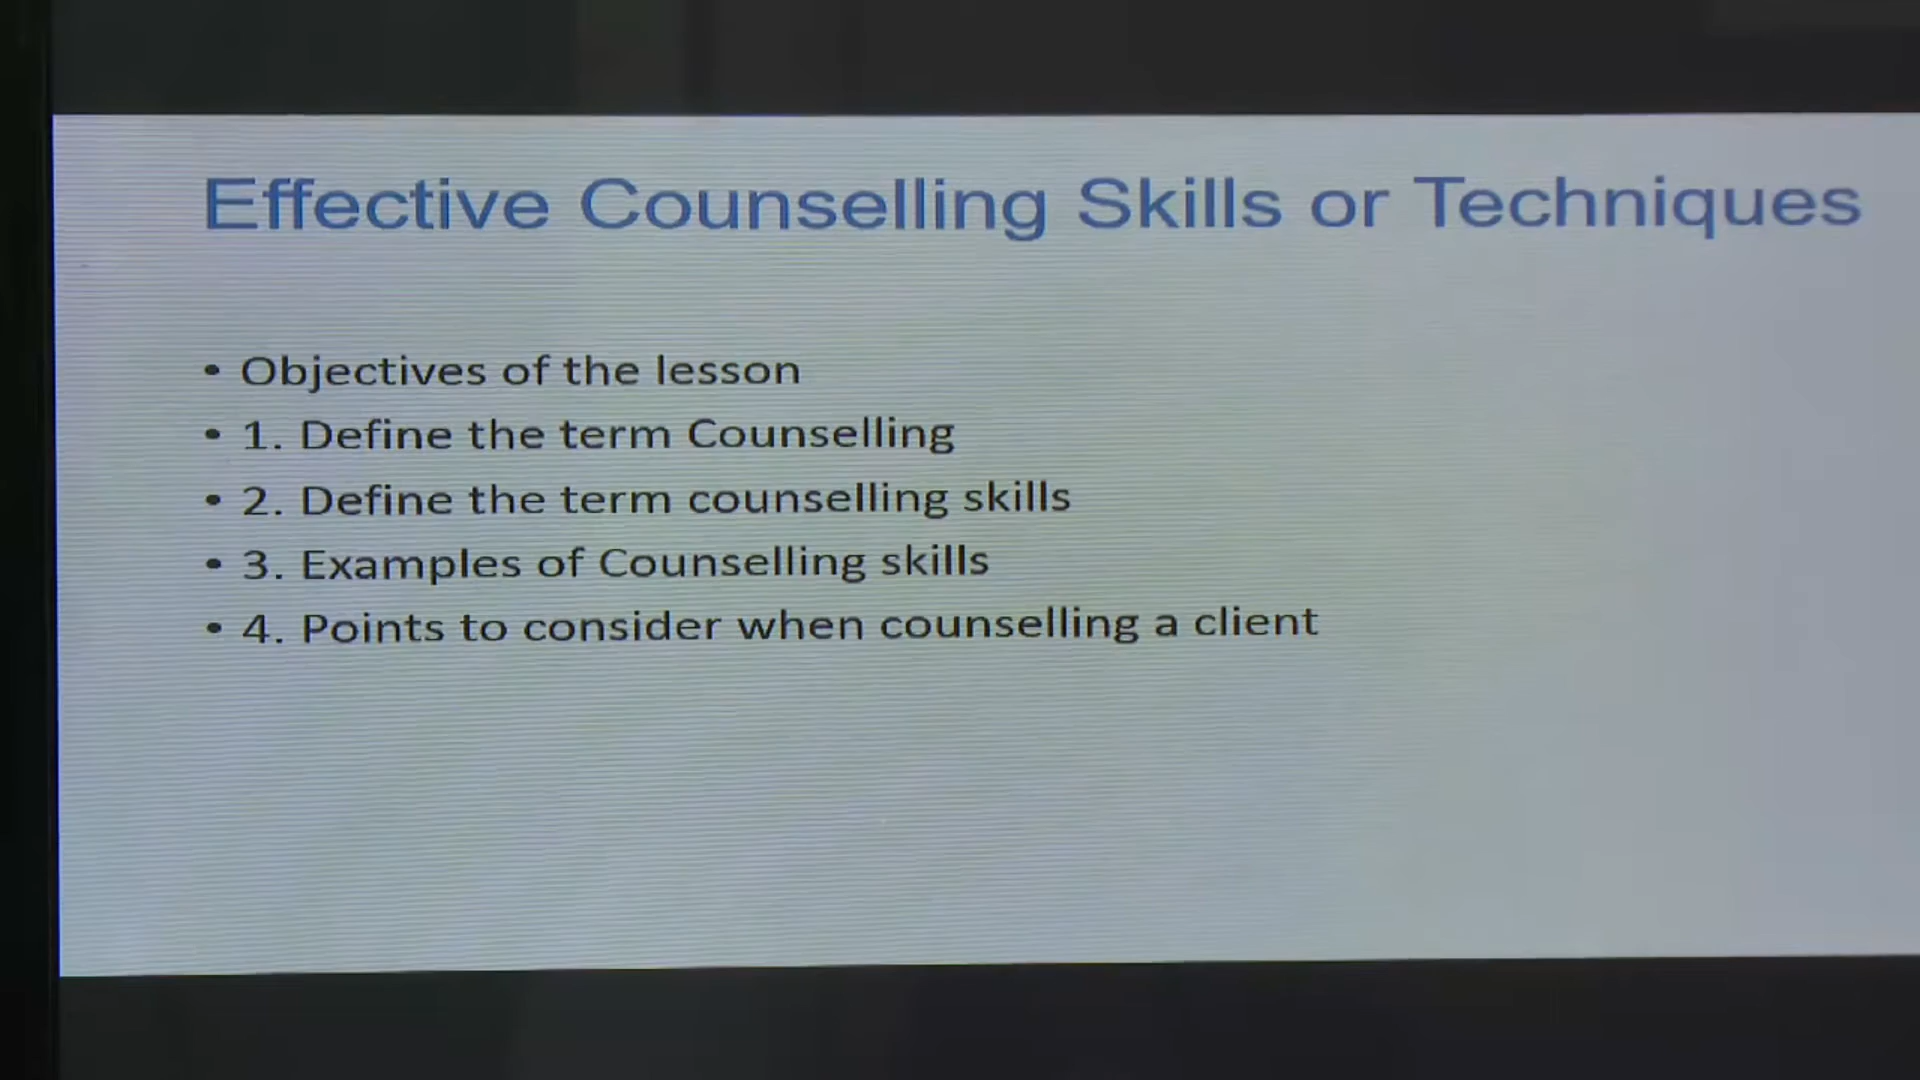 Effective Counselling Skills or Techniques
• Objectives of the lesson
• 1. Define the term Counselling
• 2. Define the term counselling skills
• 3. Examples of Counselling skills
• 4. Points to consider when counselling a client